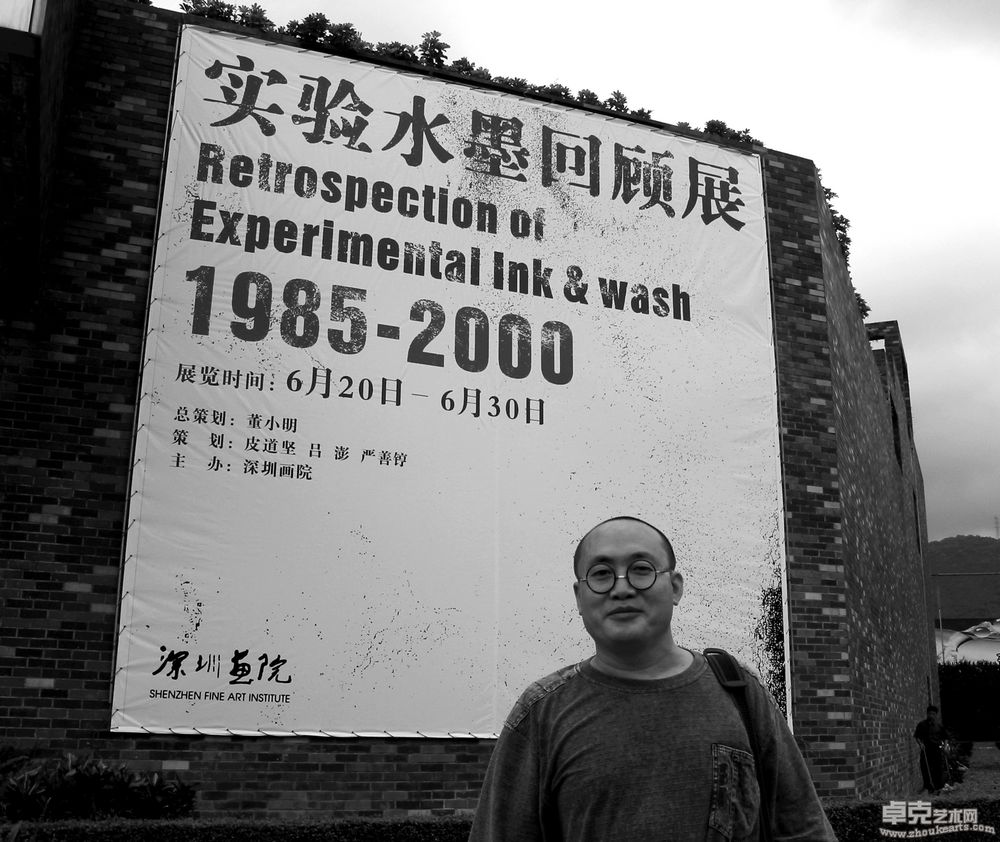 实验水墨回顾展
Retrospection of
Experimental Ink & wash
1985-2000
展览时间：6月20日－6月30日
总策划：董小明
策　划：皮道坚 吕 澎 严善錞
主　办：深圳画院
深圳画院
SHENZHEN FINE ART INSTITUTE
卓克艺术网
www.zhoukearts.com